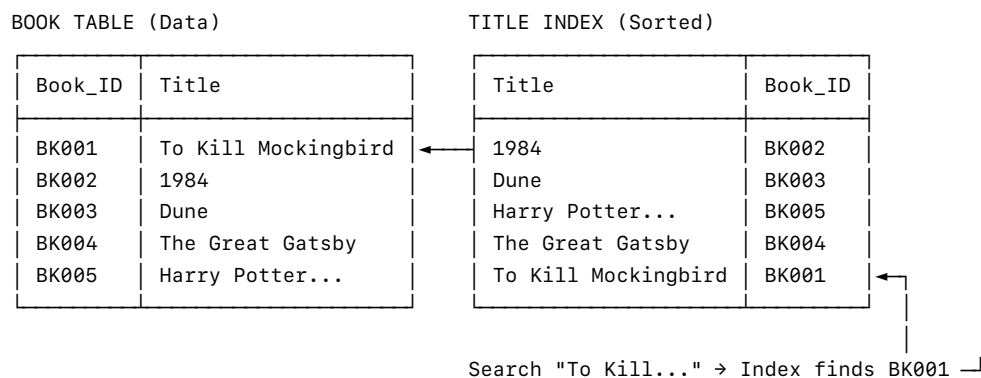 BOOK TABLE (Data) TITLE INDEX (Sorted)
Book_ID Title Title Book_ID
BK001 To Kill Mockingbird 1984 BK002
BK002 1984 Dune BK003
BK003 Dune Harry Potter... BK005
BK004 The Great Gatsby The Great Gatsby BK004
BK005 Harry Potter... To Kill Mockingbird BK001
Search "To Kill..." → Index finds BK001